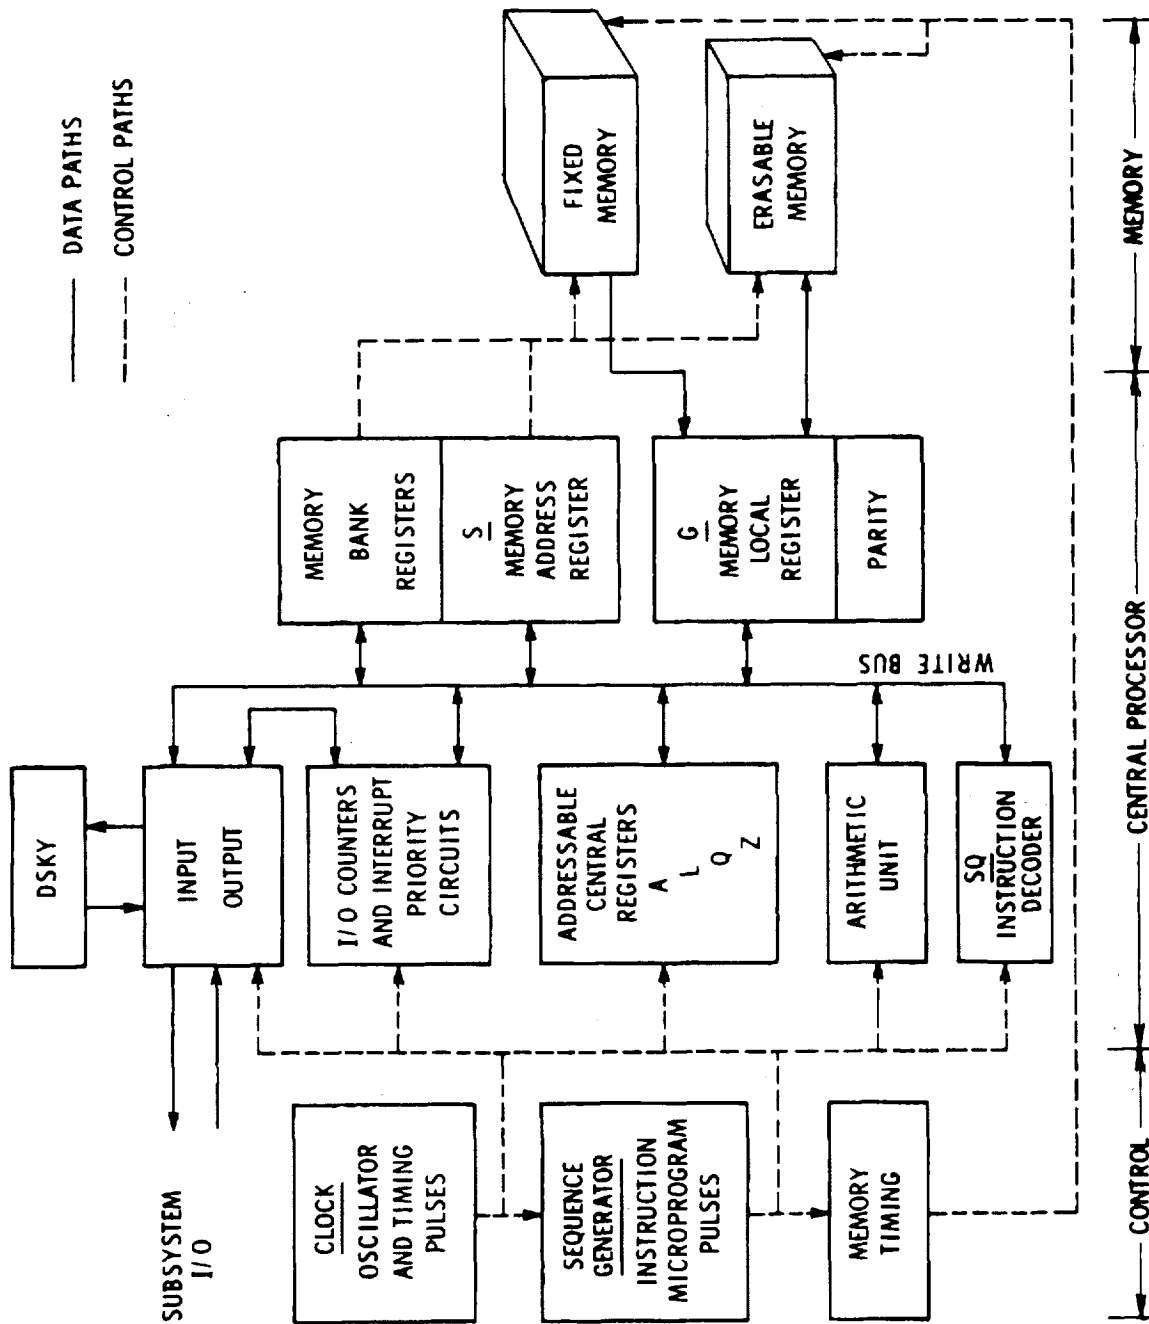 DATA PATHS
CONTROL PATHS
DSKY
SUBSYSTEM
I/O
INPUT
OUTPUT
CLOCK
OSCILLATOR
AND TIMING
PULSES
I/O COUNTERS
AND INTERRUPT
PRIORITY
CIRCUITS
MEMORY
BANK
REGISTERS
S
MEMORY
ADDRESS
REGISTER
FIXED
MEMORY
SEQUENCE
GENERATOR
INSTRUCTION
MICROPROGRAM
PULSES
ADDRESSABLE
CENTRAL
REGISTERS
A
L
Q
Z
G
MEMORY
LOCAL
REGISTER
PARITY
ERASABLE
MEMORY
MEMORY
TIMING
ARITHMETIC
UNIT
SQ
INSTRUCTION
DECODER
WRITE BUS
CONTROL
CENTRAL PROCESSOR
MEMORY